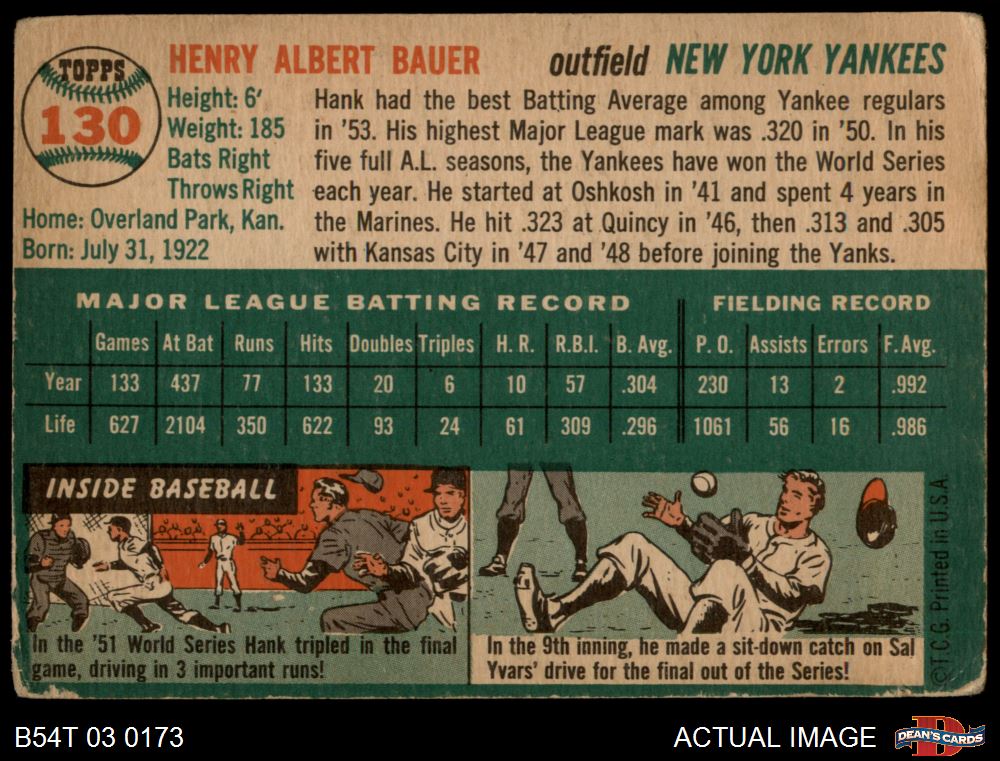 TOPPS
130
HENRY ALBERT BAUER outfield NEW YORK YANKEES
Height: 6'
Weight: 185
Bats Right
Throws Right
Home: Overland Park, Kan.
Born: July 31, 1922
Hank had the best Batting Average among Yankee regulars
in '53. His highest Major League mark was .320 in '50. In his
five full A.L. seasons, the Yankees have won the World Series
each year. He started at Oshkosh in '41 and spent 4 years in
the Marines. He hit .323 at Quincy in '46, then .313 and .305
with Kansas City in '47 and '48 before joining the Yanks.
MAJOR LEAGUE BATTING RECORD FIELDING RECORD
Games At Bat Runs Hits Doubles Triples H. R. R.B.I. B. Avg. P. O. Assists Errors F. Avg.
Year 133 437 77 133 20 6 10 57 .304 230 13 2 .992
Life 627 2104 350 622 93 24 61 309 .296 1061 56 16 .986
INSIDE BASEBALL
In the '51 World Series Hank tripled in the final
game, driving in 3 important runs!
In the 9th inning, he made a sit-down catch on Sal
Yvars' drive for the final out of the Series!
©T.C.G. Printed in U.S.A.
B54T 03 0173 ACTUAL IMAGE
DEAN'S CARDS